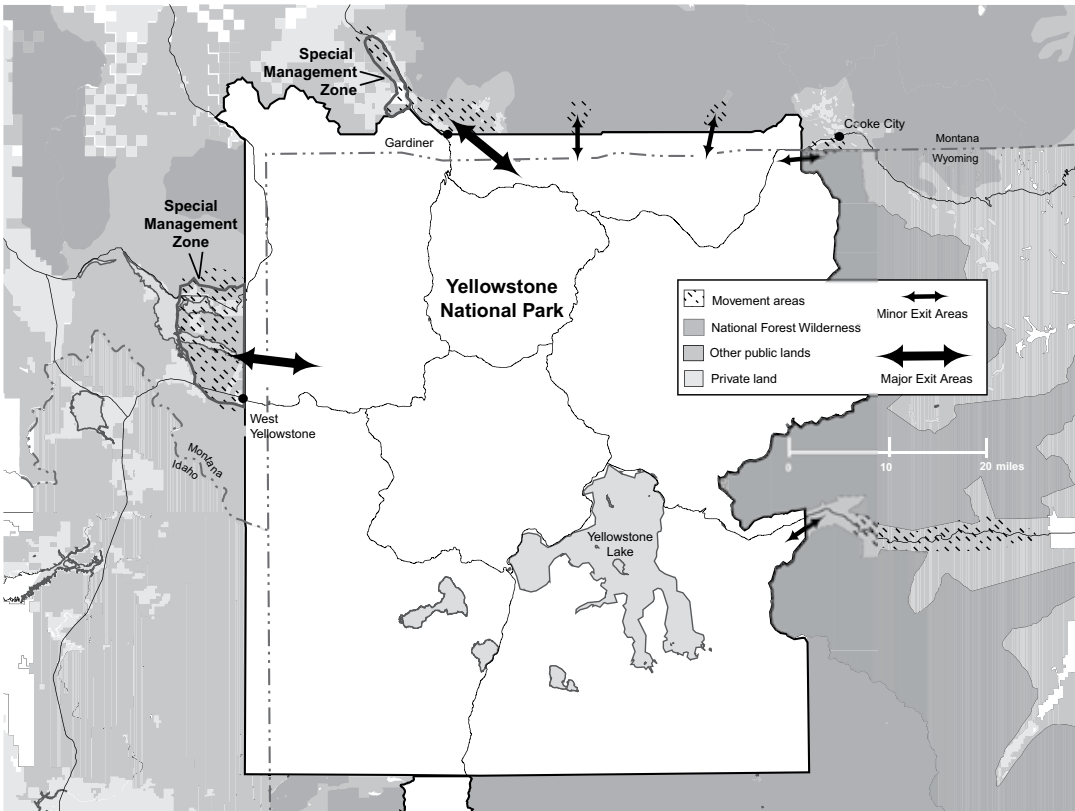 Special
Management
Zone
Gardiner
Cooke City
Montana
Wyoming
Special
Management
Zone
Yellowstone
National Park
Movement areas
Minor Exit Areas
National Forest Wilderness
Other public lands
Private land
Major Exit Areas
West
Yellowstone
Montana
Idaho
0
10
20 miles
Yellowstone
Lake